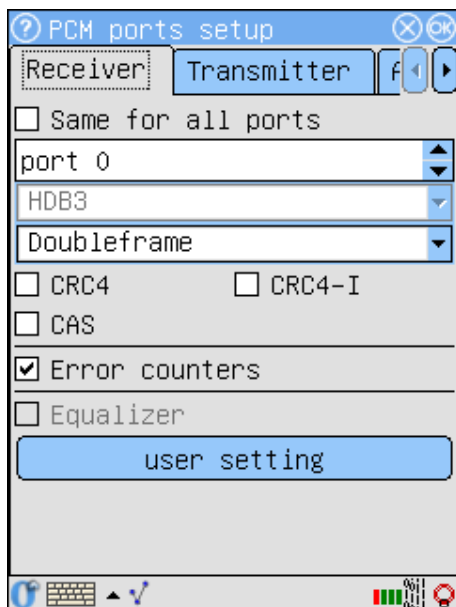 PCM ports setup OK
Receiver Transmitter
Same for all ports
port 0
HDB3
Doubleframe
CRC4 CRC4-I
CAS
Error counters
Equalizer
user setting